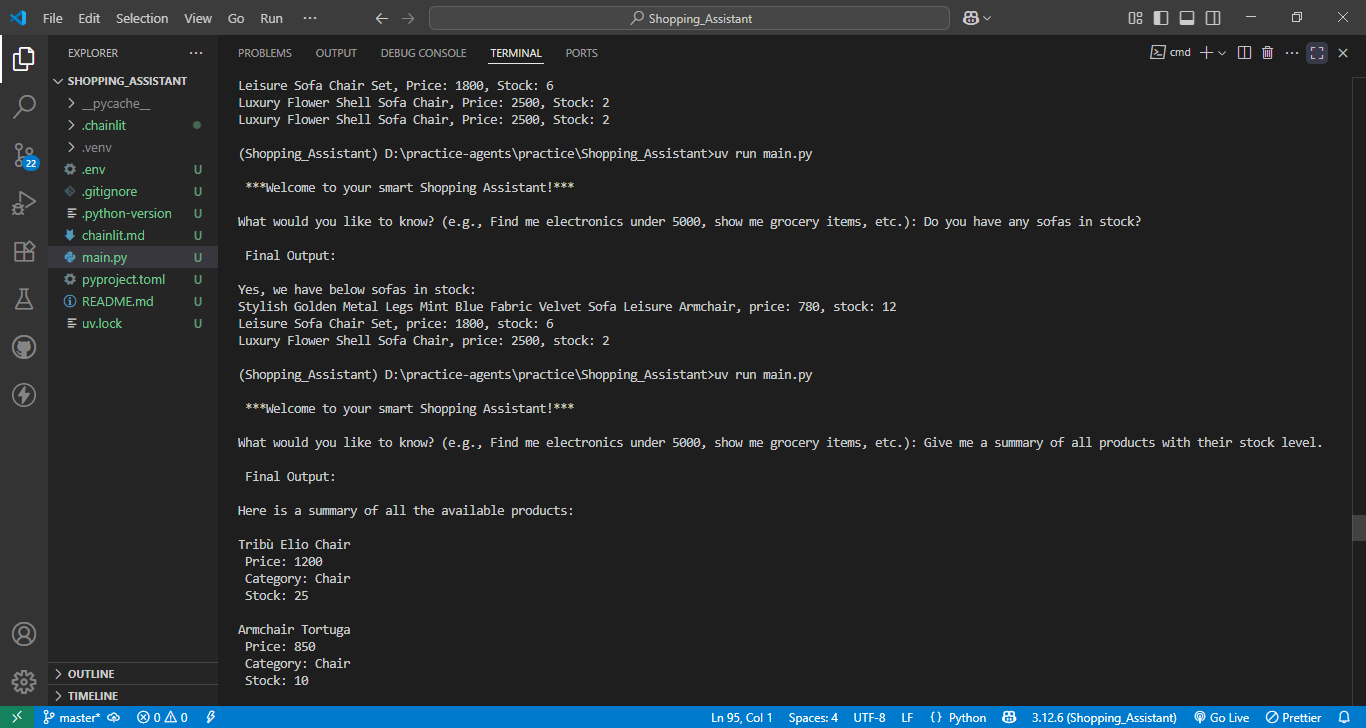 File Edit Selection View Go Run ··· Shopping_Assistant
EXPLORER ···
SHOPPING_ASSISTANT
__pycache__
.chainlit
.venv
.env U
.gitignore U
.python-version U
chainlit.md U
main.py U
pyproject.toml U
README.md U
uv.lock U
22
OUTLINE
TIMELINE
PROBLEMS OUTPUT DEBUG CONSOLE TERMINAL PORTS cmd ···
Leisure Sofa Chair Set, Price: 1800, Stock: 6
Luxury Flower Shell Sofa Chair, Price: 2500, Stock: 2
Luxury Flower Shell Sofa Chair, Price: 2500, Stock: 2
(Shopping_Assistant) D:\practice-agents\practice\Shopping_Assistant>uv run main.py
***Welcome to your smart Shopping Assistant!***
What would you like to know? (e.g., Find me electronics under 5000, show me grocery items, etc.): Do you have any sofas in stock?
Final Output:
Yes, we have below sofas in stock:
Stylish Golden Metal Legs Mint Blue Fabric Velvet Sofa Leisure Armchair, price: 780, stock: 12
Leisure Sofa Chair Set, price: 1800, stock: 6
Luxury Flower Shell Sofa Chair, price: 2500, stock: 2
(Shopping_Assistant) D:\practice-agents\practice\Shopping_Assistant>uv run main.py
***Welcome to your smart Shopping Assistant!***
What would you like to know? (e.g., Find me electronics under 5000, show me grocery items, etc.): Give me a summary of all products with their stock level.
Final Output:
Here is a summary of all the available products:
Tribù Elio Chair
Price: 1200
Category: Chair
Stock: 25
Armchair Tortuga
Price: 850
Category: Chair
Stock: 10
master* 0 0 Ln 95, Col 1 Spaces: 4 UTF-8 LF {} Python 3.12.6 (Shopping_Assistant) Go Live Prettier